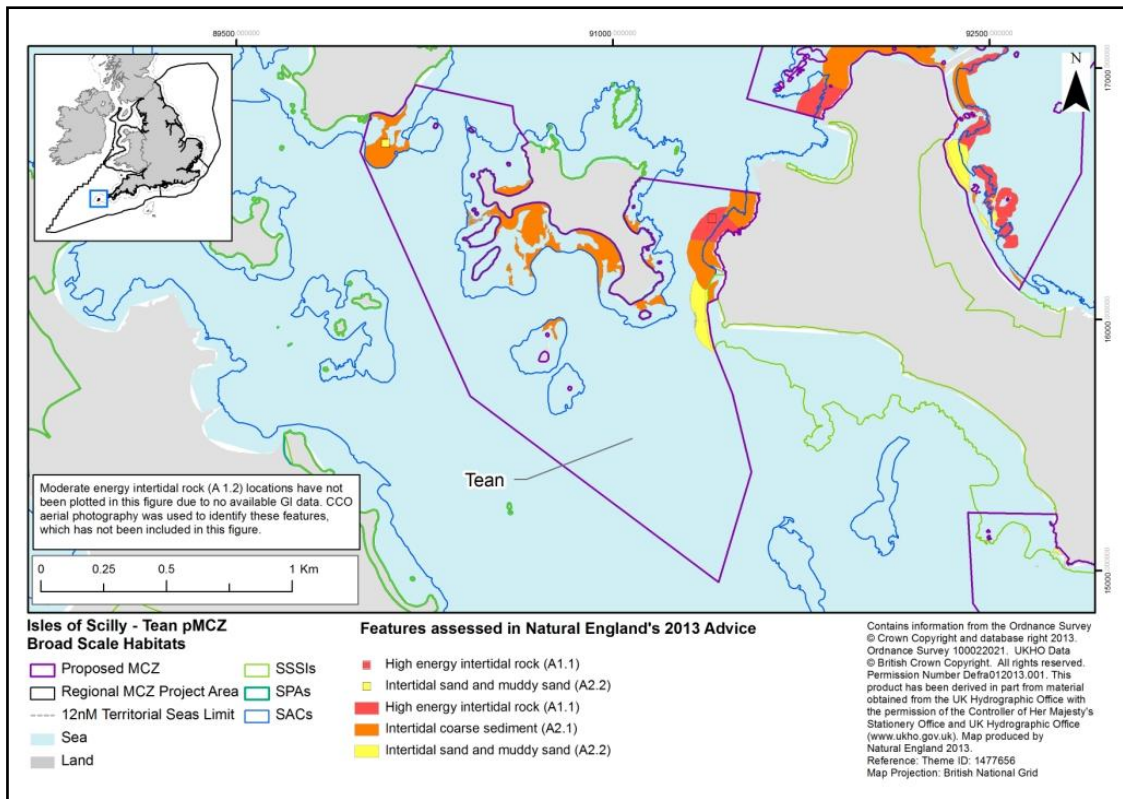 89500.000000
91000.000000
92500.000000
N
17000.000000
16000.000000
15000.000000
Tean
Moderate energy intertidal rock (A 1.2) locations have not
been plotted in this figure due to no available GI data. CCO
aerial photography was used to identify these features,
which has not been included in this figure.
0 0.25 0.5 1 Km
Isles of Scilly - Tean pMCZ
Broad Scale Habitats
Proposed MCZ
Regional MCZ Project Area
12nM Territorial Seas Limit
Sea
Land
SSSIs
SPAs
SACs
Features assessed in Natural England's 2013 Advice
High energy intertidal rock (A1.1)
Intertidal sand and muddy sand (A2.2)
High energy intertidal rock (A1.1)
Intertidal coarse sediment (A2.1)
Intertidal sand and muddy sand (A2.2)
Contains information from the Ordnance Survey
© Crown Copyright and database right 2013.
Ordnance Survey 100022021. UKHO Data
© British Crown Copyright. All rights reserved.
Permission Number Defra012013.001. This
product has been derived in part from material
obtained from the UK Hydrographic Office with
the permission of the Controller of Her Majesty's
Stationery Office and UK Hydrographic Office
(www.ukho.gov.uk). Map produced by
Natural England 2013.
Reference: Theme ID: 1477656
Map Projection: British National Grid